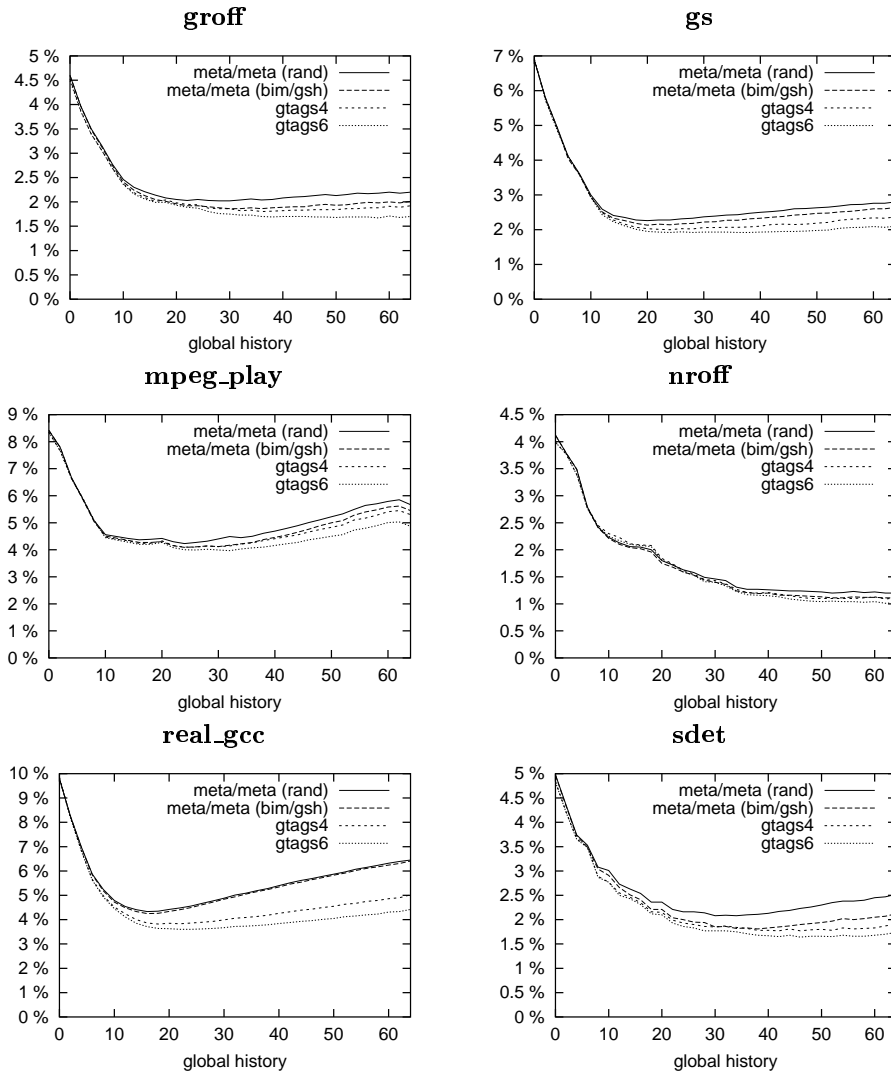 groff
5 %
4.5 %
4 %
3.5 %
3 %
2.5 %
2 %
1.5 %
1 %
0.5 %
0 %
meta/meta (rand)
meta/meta (bim/gsh)
gtags4
gtags6
0 10 20 30 40 50 60
global history
gs
7 %
6 %
5 %
4 %
3 %
2 %
1 %
0 %
meta/meta (rand)
meta/meta (bim/gsh)
gtags4
gtags6
0 10 20 30 40 50 60
global history
mpeg_play
9 %
8 %
7 %
6 %
5 %
4 %
3 %
2 %
1 %
0 %
meta/meta (rand)
meta/meta (bim/gsh)
gtags4
gtags6
0 10 20 30 40 50 60
global history
nroff
4.5 %
4 %
3.5 %
3 %
2.5 %
2 %
1.5 %
1 %
0.5 %
0 %
meta/meta (rand)
meta/meta (bim/gsh)
gtags4
gtags6
0 10 20 30 40 50 60
global history
real_gcc
10 %
9 %
8 %
7 %
6 %
5 %
4 %
3 %
2 %
1 %
0 %
meta/meta (rand)
meta/meta (bim/gsh)
gtags4
gtags6
0 10 20 30 40 50 60
global history
sdet
5 %
4.5 %
4 %
3.5 %
3 %
2.5 %
2 %
1.5 %
1 %
0.5 %
0 %
meta/meta (rand)
meta/meta (bim/gsh)
gtags4
gtags6
0 10 20 30 40 50 60
global history